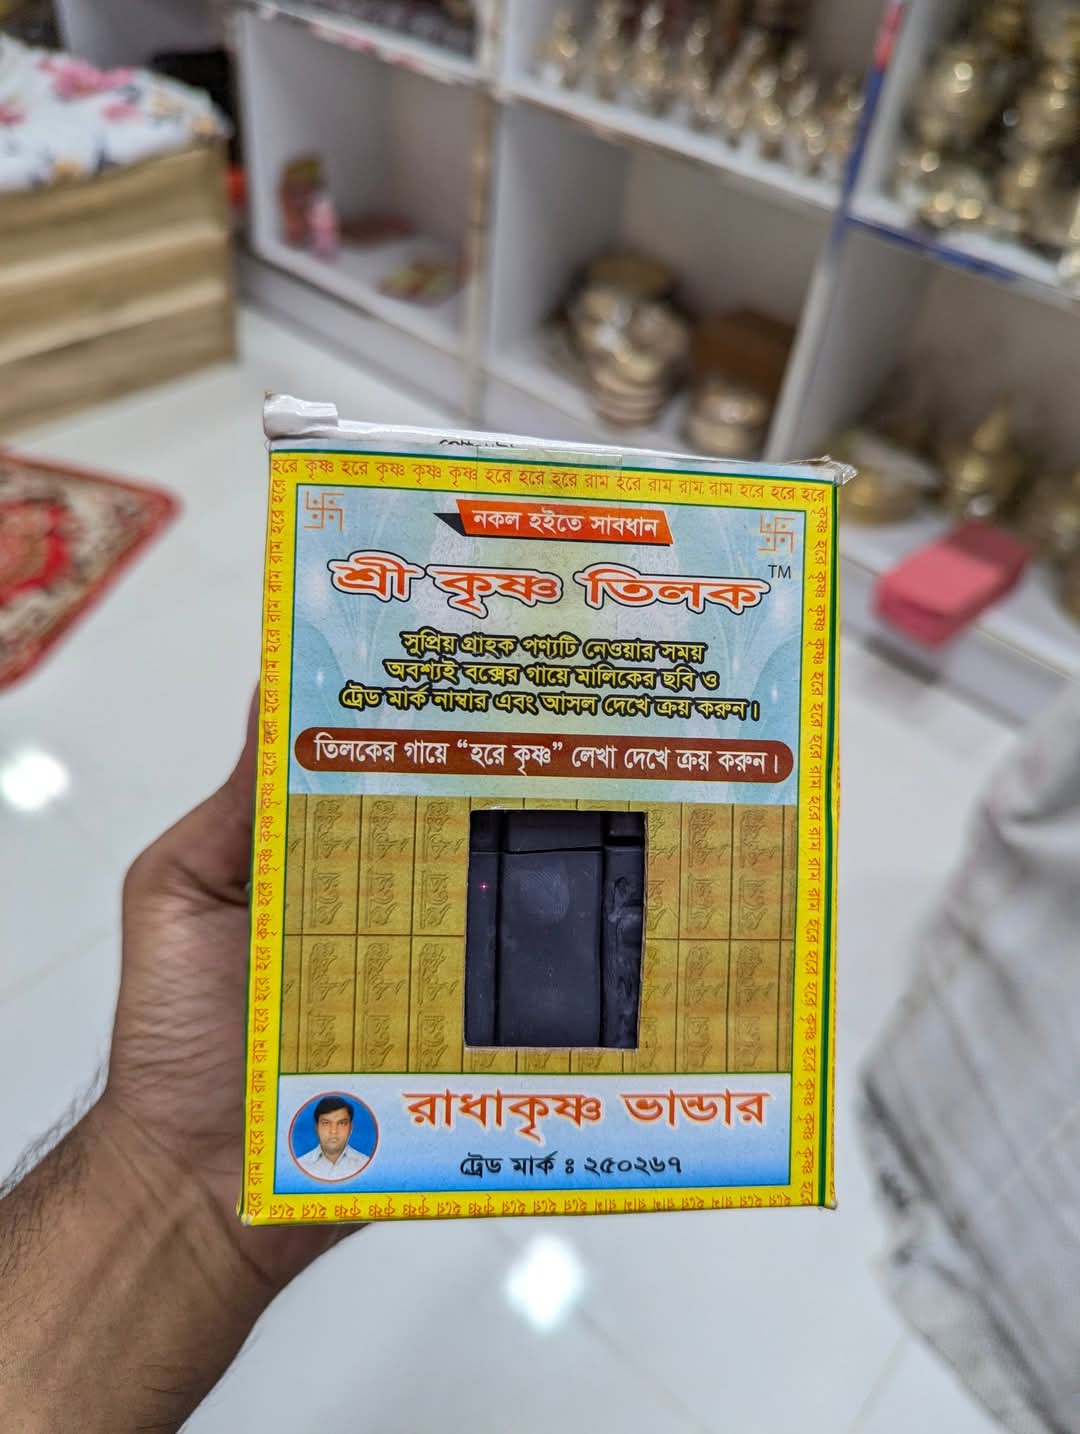 হরে কৃষ্ণ হরে কৃষ্ণ কৃষ্ণ কৃষ্ণ হরে হরে হরে রাম হরে রাম রাম রাম হরে হরে হরে
নকল হইতে সাবধান
শ্রী কৃষ্ণ তিলক TM
সুপ্রিয় গ্রাহক পণ্যটি নেওয়ার সময়
অবশ্যই বক্সের গায়ে মালিকের ছবি ও
ট্রেড মার্ক নাম্বার এবং আসল দেখে ক্রয় করুন।
তিলকের গায়ে “হরে কৃষ্ণ” লেখা দেখে ক্রয় করুন।
রাধাকৃষ্ণ ভান্ডার
ট্রেড মার্ক ঃ ২৫০২৬৭